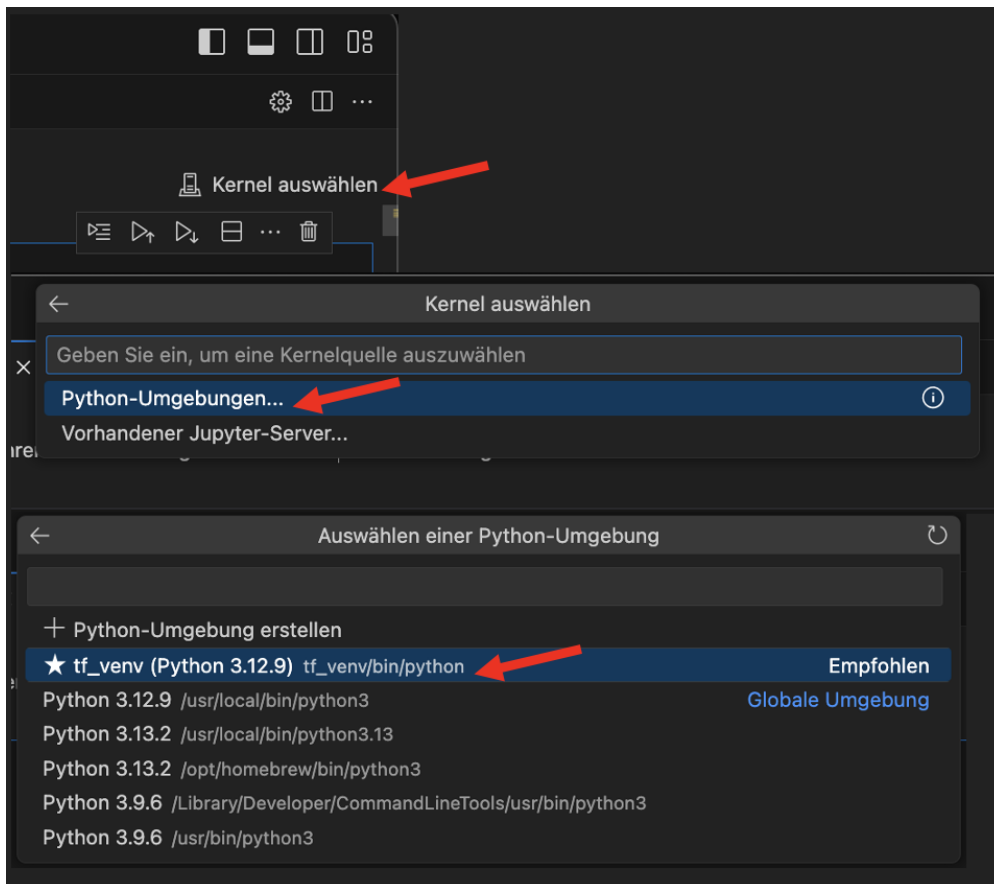 Kernel auswählen
Kernel auswählen
Geben Sie ein, um eine Kernelquelle auszuwählen
Python-Umgebungen...
Vorhandener Jupyter-Server...
Auswählen einer Python-Umgebung
Python-Umgebung erstellen
tf_venv (Python 3.12.9) tf_venv/bin/python Empfohlen
Python 3.12.9 /usr/local/bin/python3 Globale Umgebung
Python 3.13.2 /usr/local/bin/python3.13
Python 3.13.2 /opt/homebrew/bin/python3
Python 3.9.6 /Library/Developer/CommandLineTools/usr/bin/python3
Python 3.9.6 /usr/bin/python3